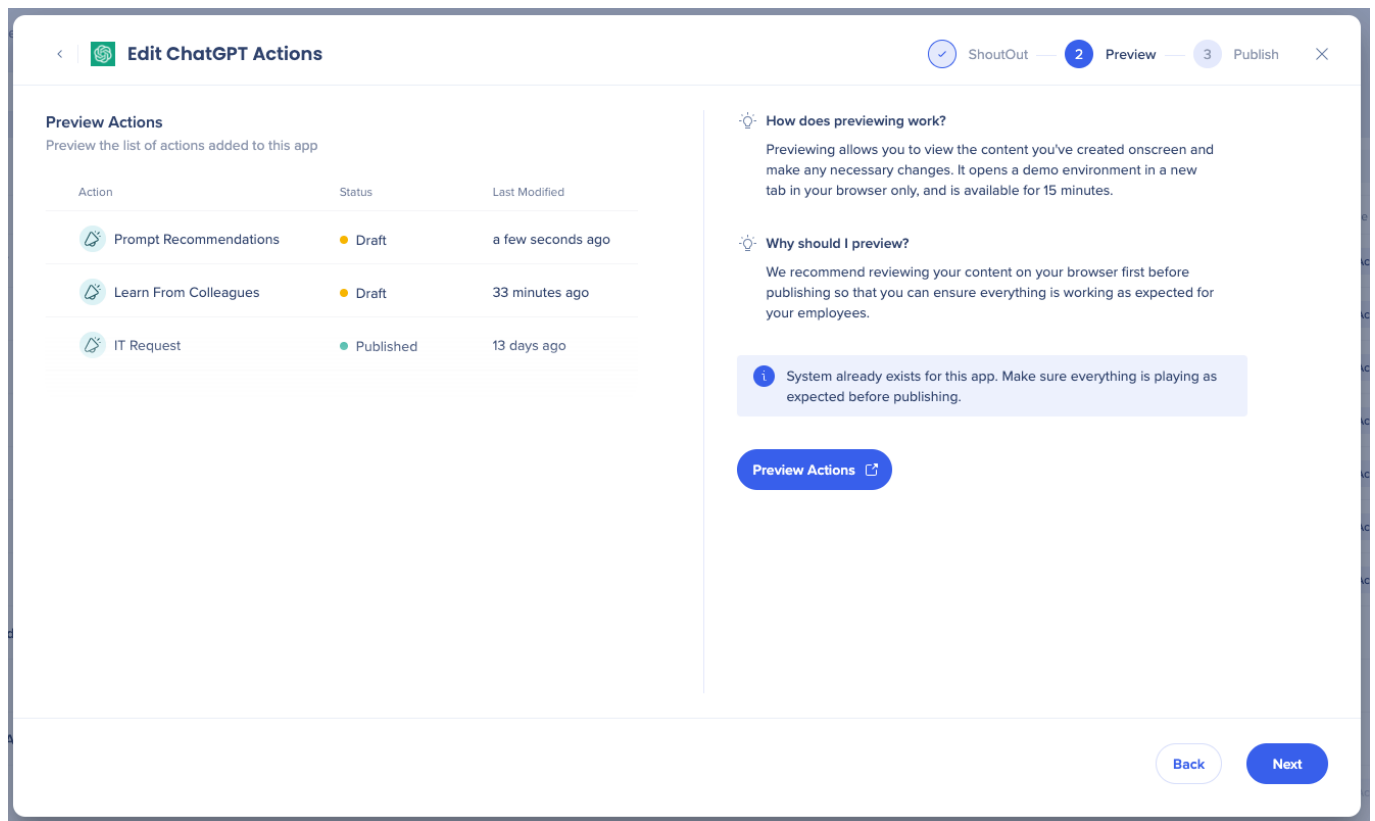 Edit ChatGPT Actions
ShoutOut
2
Preview
3
Publish
Preview Actions
Preview the list of actions added to this app
Action Status Last Modified
Prompt Recommendations Draft a few seconds ago
Learn From Colleagues Draft 33 minutes ago
IT Request Published 13 days ago
How does previewing work?
Previewing allows you to view the content you've created onscreen and
make any necessary changes. It opens a demo environment in a new
tab in your browser only, and is available for 15 minutes.
Why should I preview?
We recommend reviewing your content on your browser first before
publishing so that you can ensure everything is working as expected for
your employees.
System already exists for this app. Make sure everything is playing as
expected before publishing.
Preview Actions
Back
Next